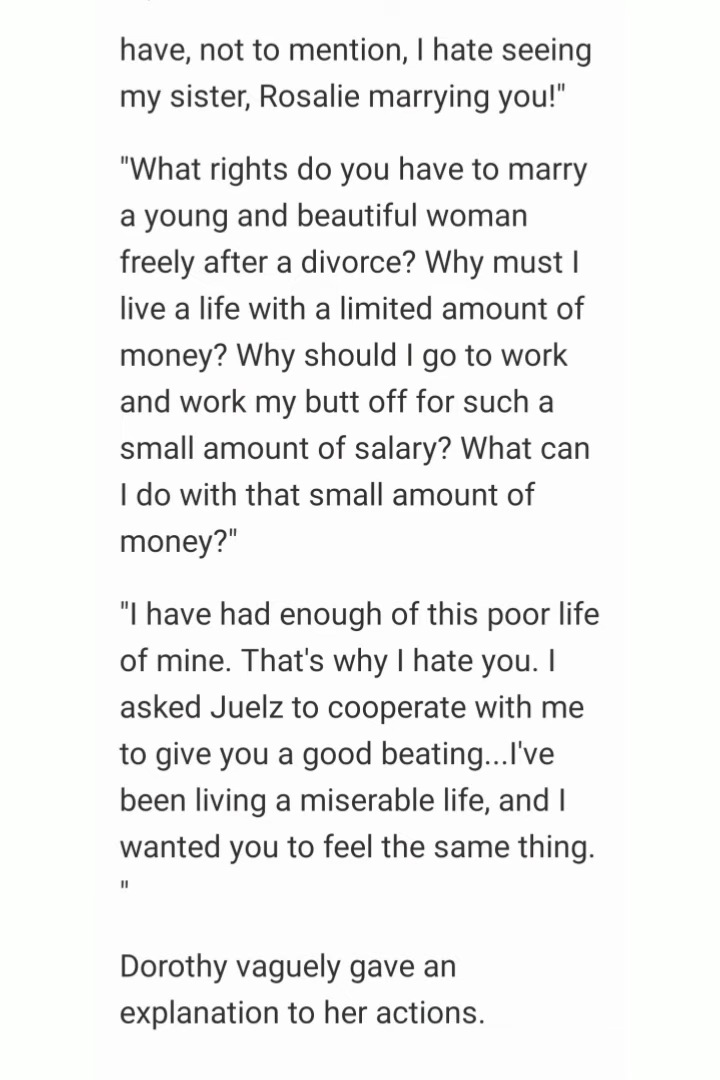 have, not to mention, I hate seeing
my sister, Rosalie marrying you!"
"What rights do you have to marry
a young and beautiful woman
freely after a divorce? Why must I
live a life with a limited amount of
money? Why should I go to work
and work my butt off for such a
small amount of salary? What can
I do with that small amount of
money?"
"I have had enough of this poor life
of mine. That's why I hate you. I
asked Juelz to cooperate with me
to give you a good beating...I've
been living a miserable life, and I
wanted you to feel the same thing.
"
Dorothy vaguely gave an
explanation to her actions.